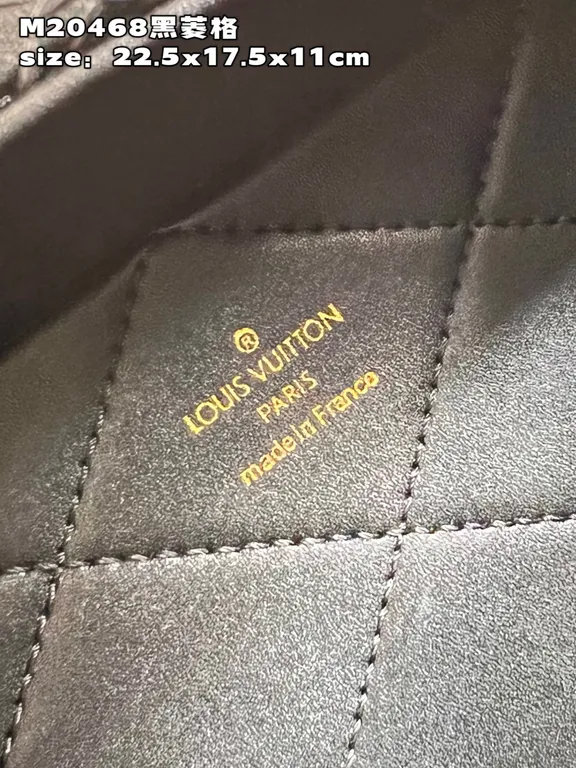 M20468黑菱格
size: 22.5x17.5x11cm
®
LOUIS VUITTON
PARIS
made in France